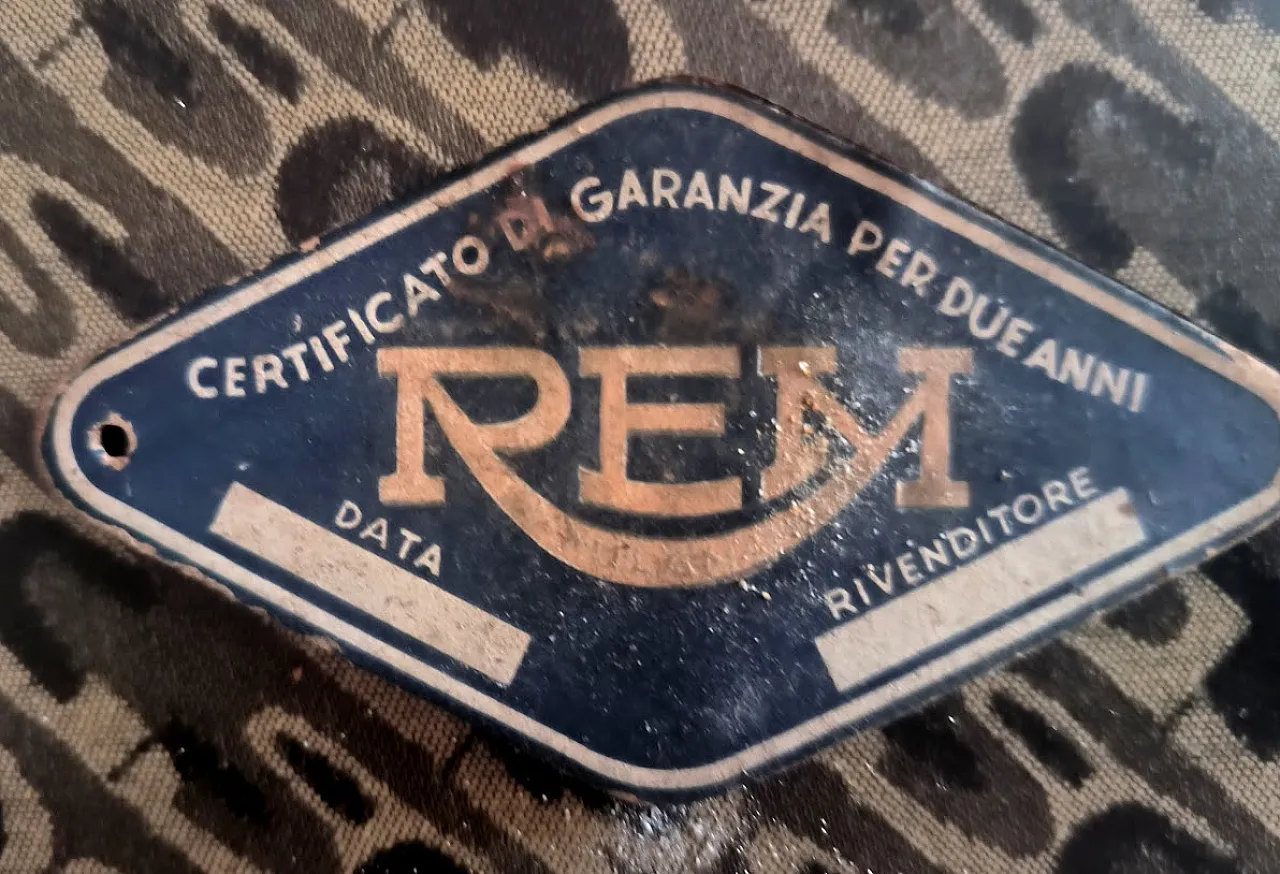 CERTIFICATO DI GARANZIA PER DUE ANNI
REM
DATA
RIVENDITORE